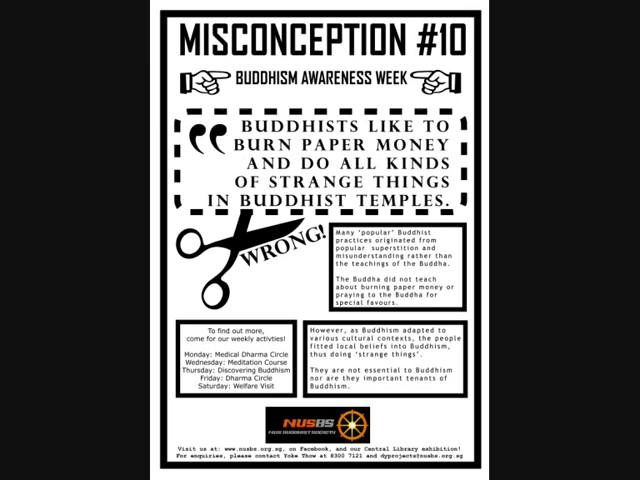 MISCONCEPTION #10
BUDDHISM AWARENESS WEEK
“ BUDDHISTS LIKE TO
BURN PAPER MONEY
AND DO ALL KINDS
OF STRANGE THINGS
IN BUDDHIST TEMPLES.
WRONG!
Many ‘popular’ Buddhist
practices originated from
popular superstition and
misunderstanding rather than
the teachings of the Buddha.
The Buddha did not teach
about burning paper money or
praying to the Buddha for
special favours.
To find out more,
come for our weekly activties!
Monday: Medical Dharma Circle
Wednesday: Meditation Course
Thursday: Discovering Buddhism
Friday: Dharma Circle
Saturday: Welfare Visit
However, as Buddhism adapted to
various cultural contexts, the people
fitted local beliefs into Buddhism,
thus doing ‘strange things’.
They are not essential to Buddhism
nor are they important tenants of
Buddhism.
NUSBS
NUS BUDDHIST SOCIETY
Visit us at: www.nusbs.org.sg, on Facebook, and our Central Library exhibition!
For enquiries, please contact Yoke Thow at 8300 7121 and dyprojects@nusbs.org.sg